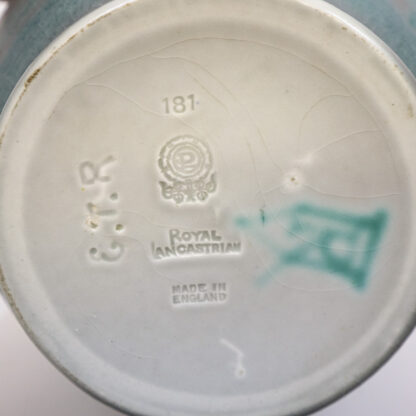 181
P
ROYAL
LANCASTRIAN
MADE IN
ENGLAND
E.T.R